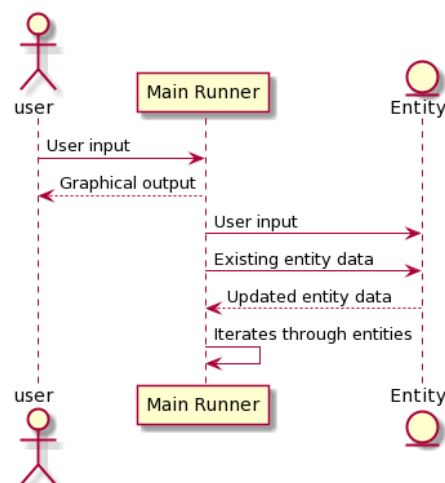 user
Main Runner
Entity
User input
Graphical output
User input
Existing entity data
Updated entity data
Iterates through entities
user
Main Runner
Entity